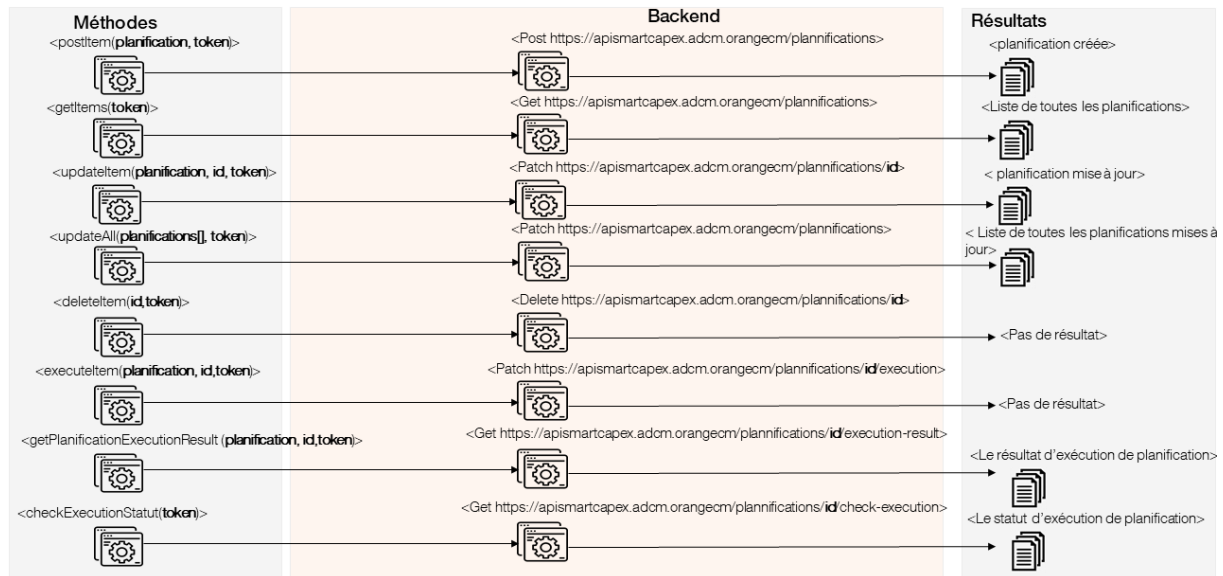 Méthodes
Backend
Résultats
<postItem(planification, token)>
<Post https://apismartcapex.adcm.orangecm/plannifications>
<planification créée>
<getItems(token)>
<Get https://apismartcapex.adcm.orangecm/plannifications>
<Liste de toutes les planifications>
<updateItem(planification, id, token)>
<Patch https://apismartcapex.adcm.orangecm/plannifications/id>
< planification mise à jour>
<updateAll(planifications[], token)>
<Patch https://apismartcapex.adcm.orangecm/plannifications>
< Liste de toutes les planifications mises à
jour>
<deleteItem(id,token)>
<Delete https://apismartcapex.adcm.orangecm/plannifications/id>
<Pas de résultat>
<executeItem(planification, id,token)>
<Patch https://apismartcapex.adcm.orangecm/plannifications/id/execution>
<Pas de résultat>
<getPlanificationExecutionResult (planification, id,token)>
<Get https://apismartcapex.adcm.orangecm/plannifications/id/execution-result>
<Le résultat d'exécution de planification>
<checkExecutionStatut(token)>
<Get https://apismartcapex.adcm.orangecm/plannifications/id/check-execution>
<Le statut d'exécution de planification>